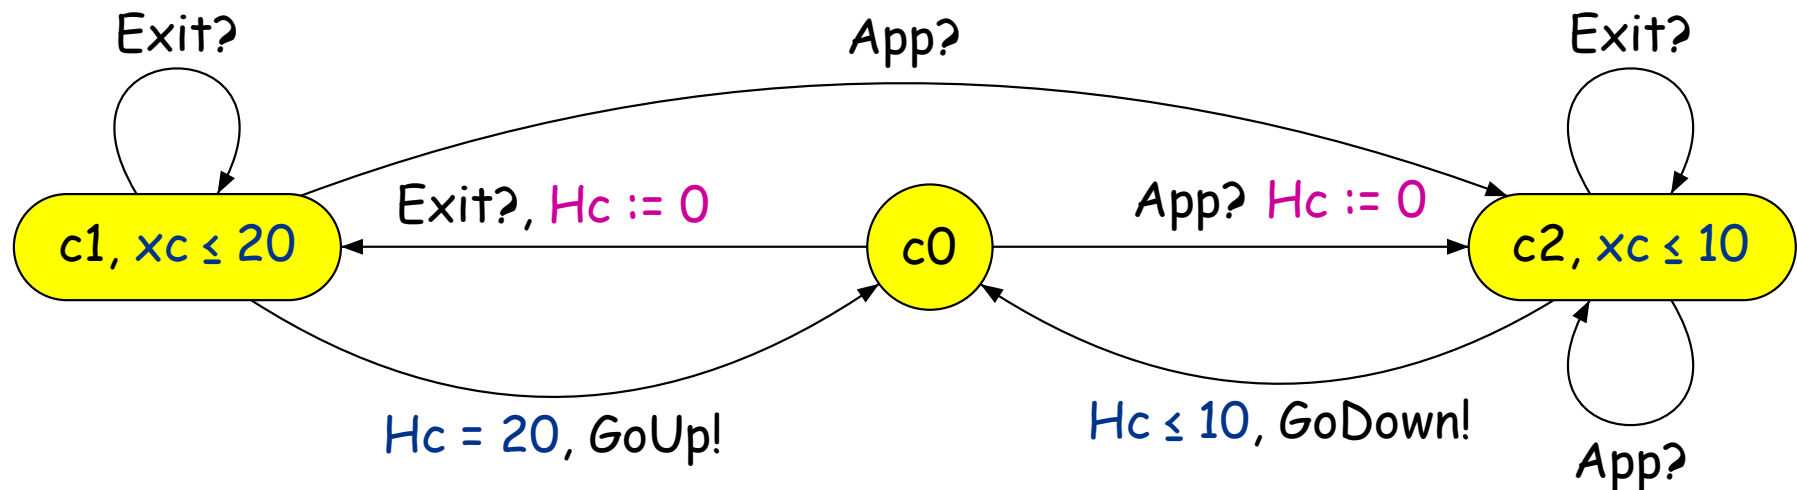 Exit?
App?
Exit?
Exit?, Hc := 0
App? Hc := 0
c1, xc ≤ 20
c0
c2, xc ≤ 10
Hc = 20, GoUp!
Hc ≤ 10, GoDown!
App?